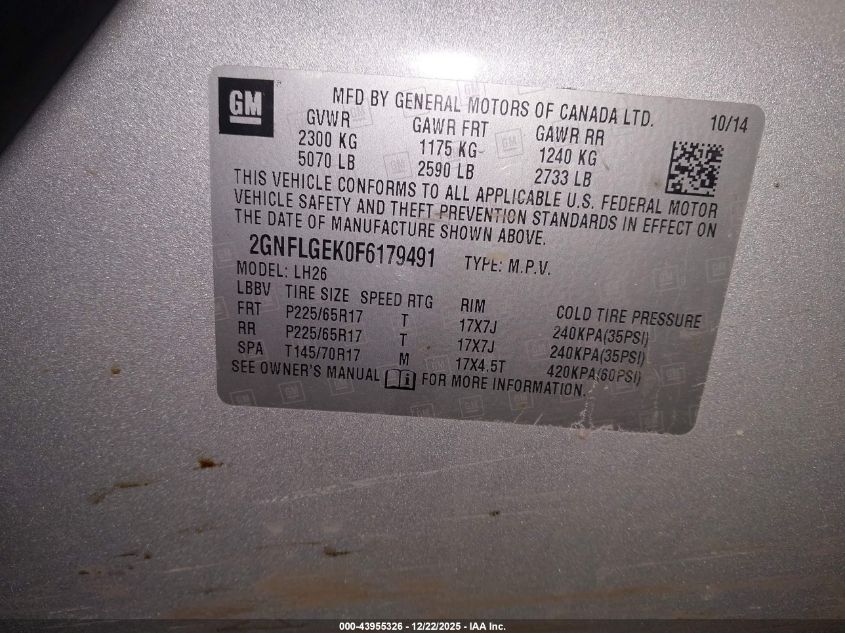 GM
MFD BY GENERAL MOTORS OF CANADA LTD. 10/14
GVWR GAWR FRT GAWR RR
2300 KG 1175 KG 1240 KG
5070 LB 2590 LB 2733 LB
THIS VEHICLE CONFORMS TO ALL APPLICABLE U.S. FEDERAL MOTOR
VEHICLE SAFETY AND THEFT PREVENTION STANDARDS IN EFFECT ON
THE DATE OF MANUFACTURE SHOWN ABOVE.
2GNFLGEK0F6179491 TYPE: M.P.V.
MODEL: LH26
LBBV TIRE SIZE SPEED RTG RIM COLD TIRE PRESSURE
FRT P225/65R17 T 17X7J 240KPA(35PSI)
RR P225/65R17 T 17X7J 240KPA(35PSI)
SPA T145/70R17 M 17X4.5T 420KPA(60PSI)
SEE OWNER'S MANUAL FOR MORE INFORMATION.
000-43955326 - 12/22/2025 - IAA Inc.